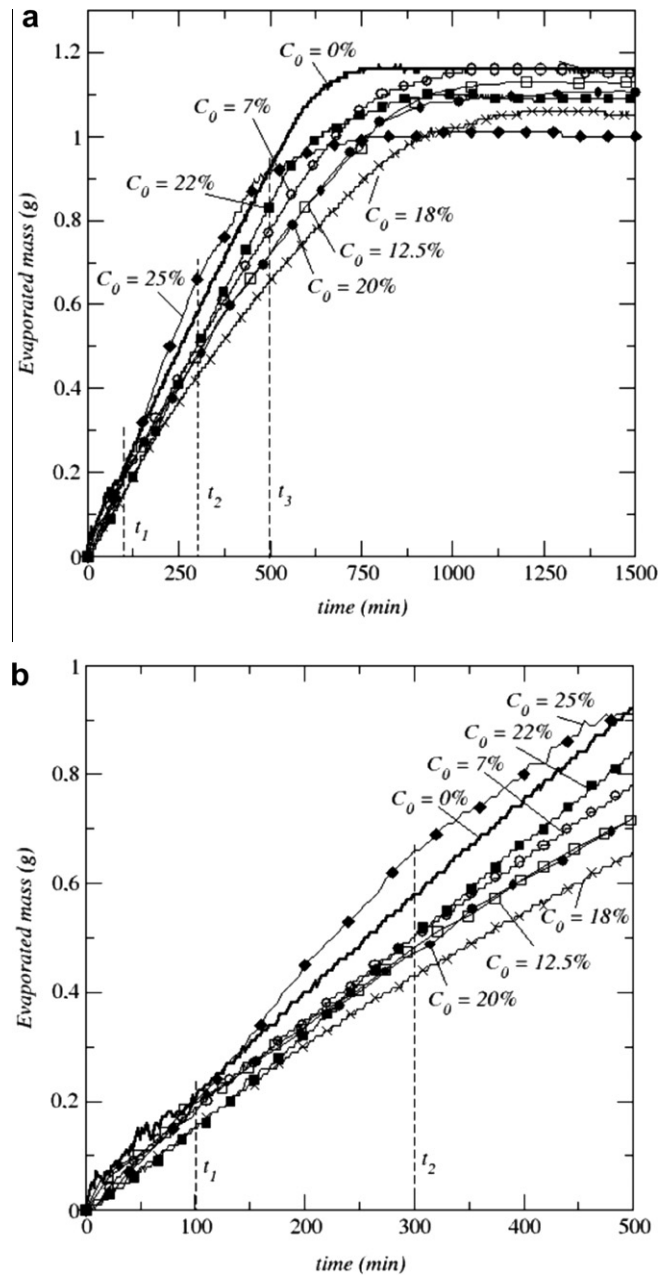 a
1.2
1
0.8
0.6
0.4
0.2
0
Evaporated mass (g)
C0 = 0%
C0 = 7%
C0 = 22%
C0 = 25%
C0 = 18%
C0 = 12.5%
C0 = 20%
t1
t2
t3
0 250 500 750 1000 1250 1500
time (min)
b
1
0.8
0.6
0.4
0.2
0
Evaporated mass (g)
C0 = 25%
C0 = 22%
C0 = 7%
C0 = 0%
C0 = 18%
C0 = 12.5%
C0 = 20%
t1
t2
0 100 200 300 400 500
time (min)